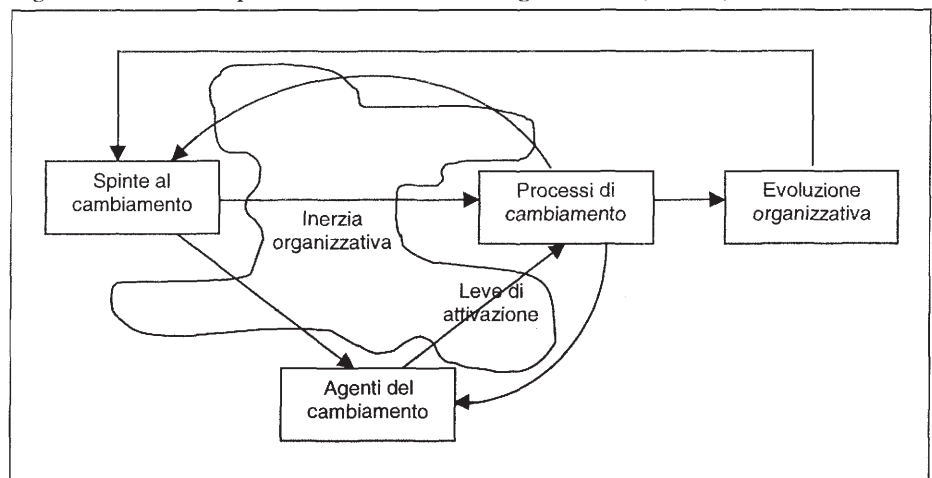 Spinte al
cambiamento
Inerzia
organizzativa
Processi di
cambiamento
Evoluzione
organizzativa
Leve di
attivazione
Agenti del
cambiamento